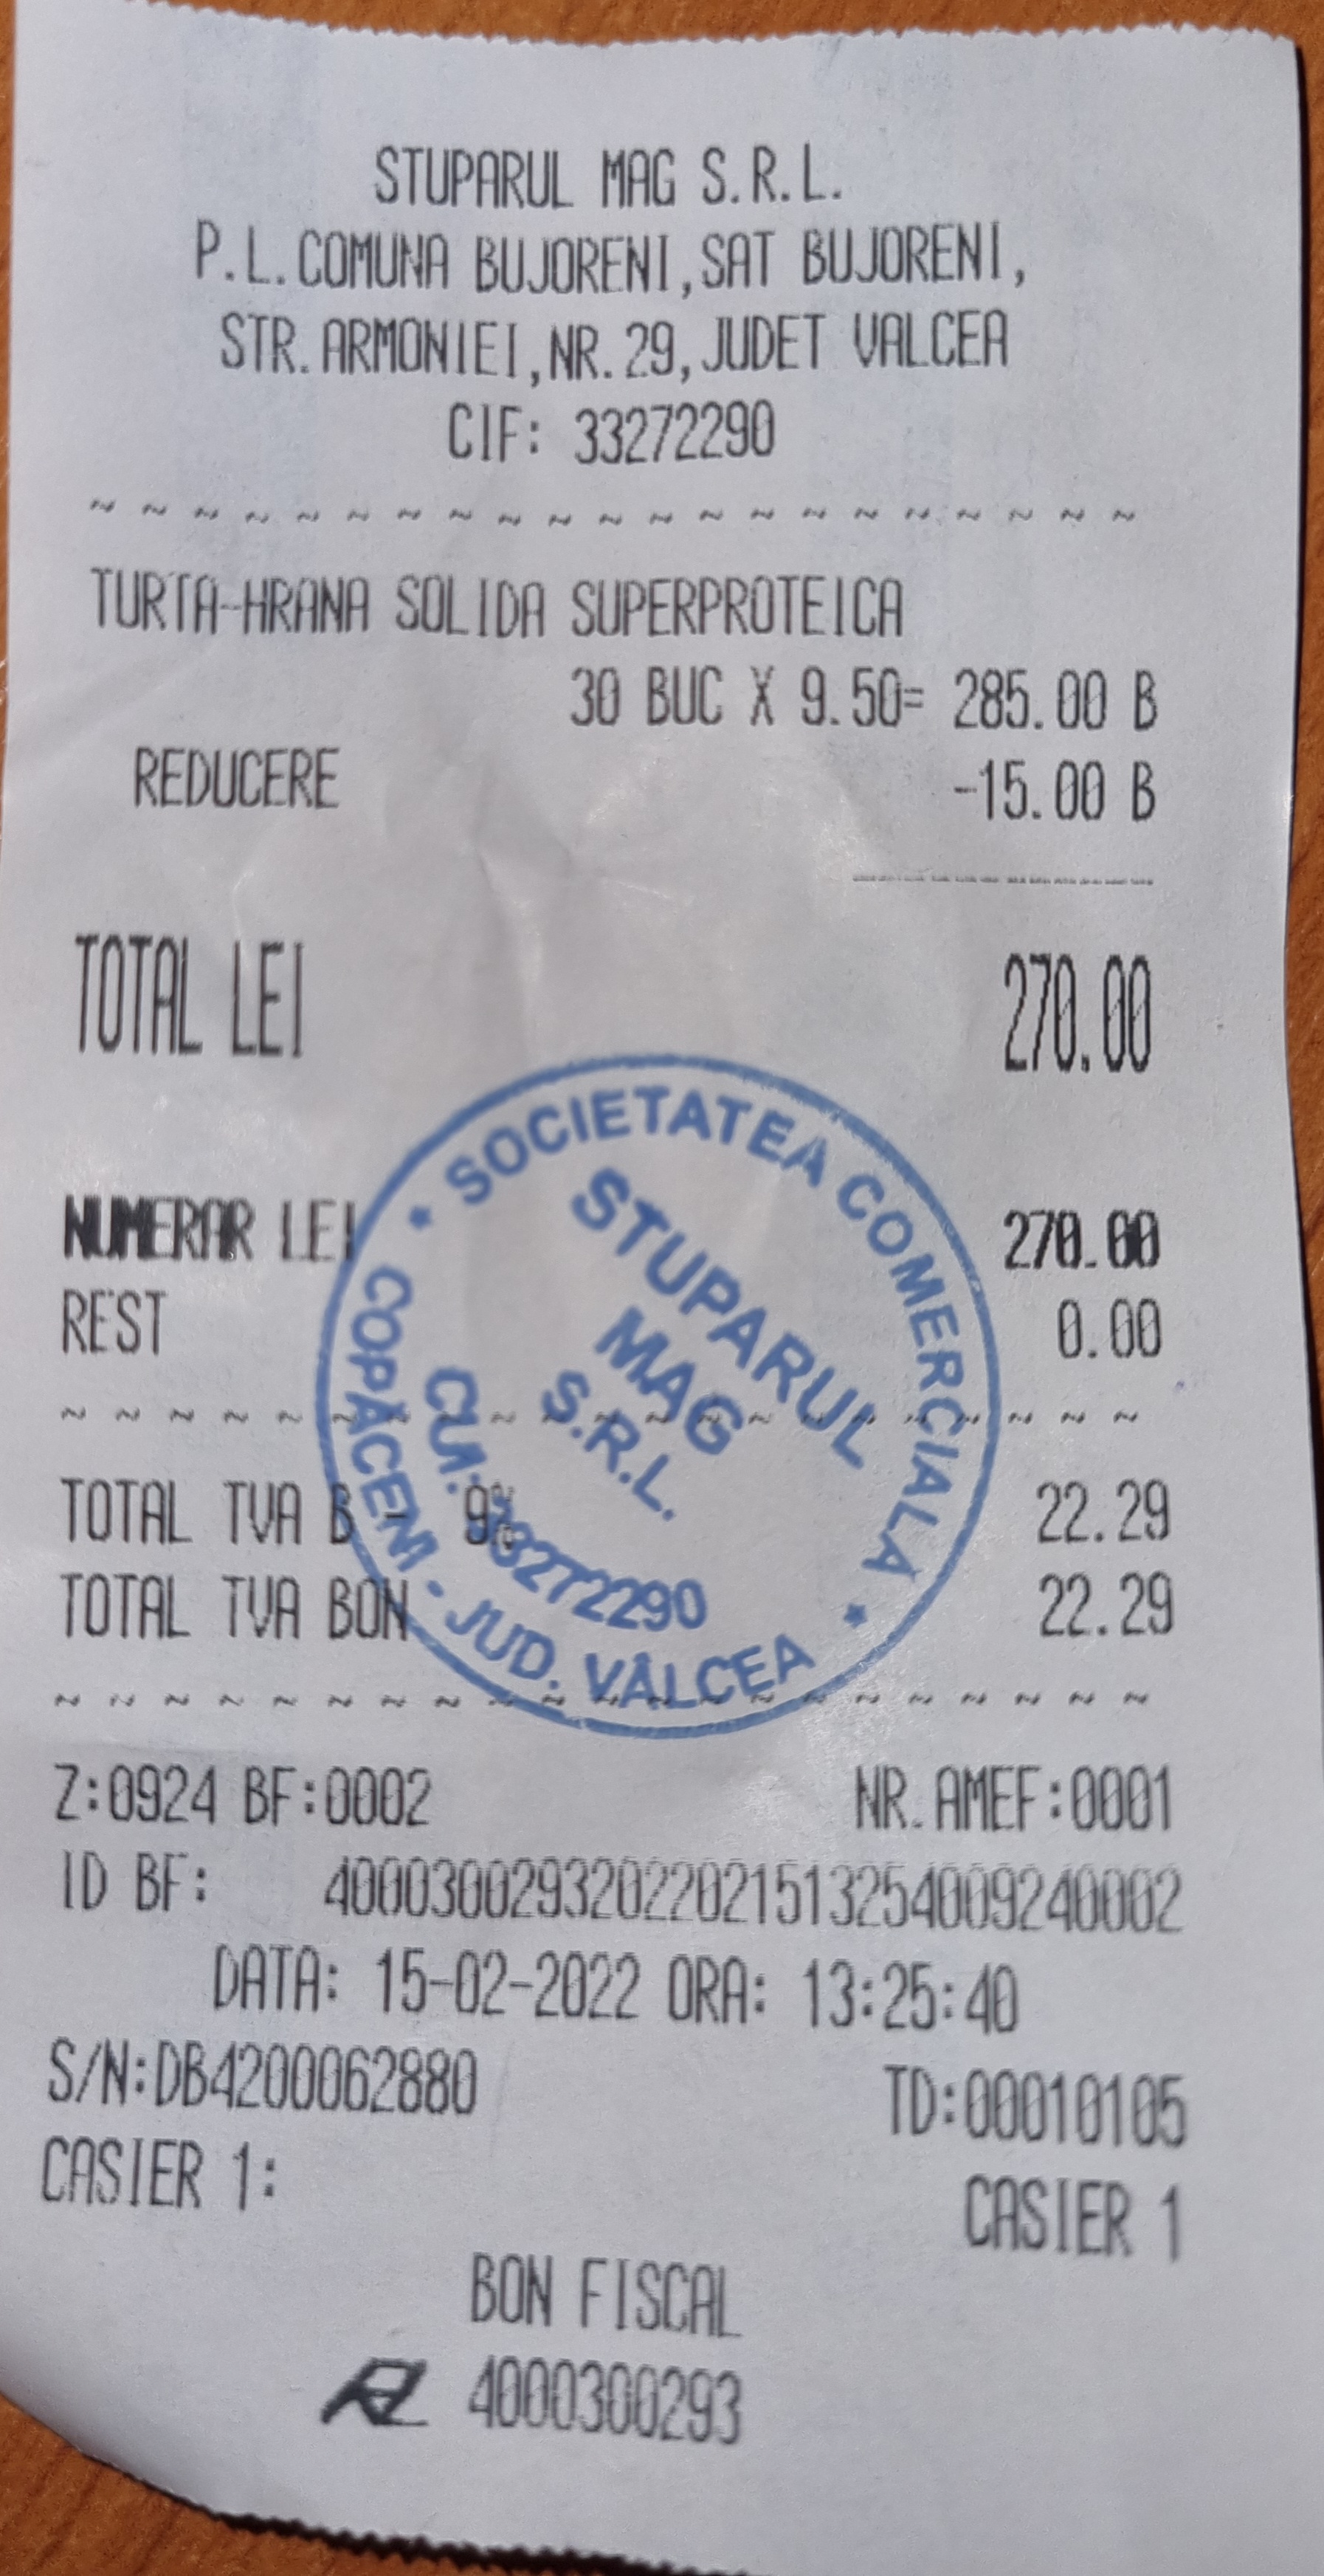 STUPARUL MAG S.R.L.
P.L.COMUNA BUJORENI,SAT BUJORENI,
STR.ARMONIEI,NR.29,JUDET VALCEA
CIF: 33272290
~ ~ ~ ~ ~ ~ ~ ~ ~ ~ ~ ~ ~ ~ ~ ~ ~ ~ ~ ~ ~
TURTA-HRANA SOLIDA SUPERPROTEICA
30 BUC X 9.50= 285.00 B
REDUCERE -15.00 B
TOTAL LEI 270.00
NUMERAR LEI 270.00
REST 0.00
~ ~ ~ ~ ~ ~ ~ ~ ~ ~ ~ ~ ~ ~ ~ ~ ~ ~ ~ ~ ~
TOTAL TVA B - 9% 22.29
TOTAL TVA BON 22.29
~ ~ ~ ~ ~ ~ ~ ~ ~ ~ ~ ~ ~ ~ ~ ~ ~ ~ ~ ~ ~
Z:0924 BF:0002 NR.AMEF:0001
ID BF: 40003002932022021513254009240002
DATA: 15-02-2022 ORA: 13:25:40
S/N:DB4200062880 TD:00010105
CASIER 1: CASIER 1
BON FISCAL
4000300293
* SOCIETATEA COMERCIALĂ *
COPĂCENI - JUD. VÂLCEA
STUPARUL
MAG
S.R.L.
CUI: 33272290